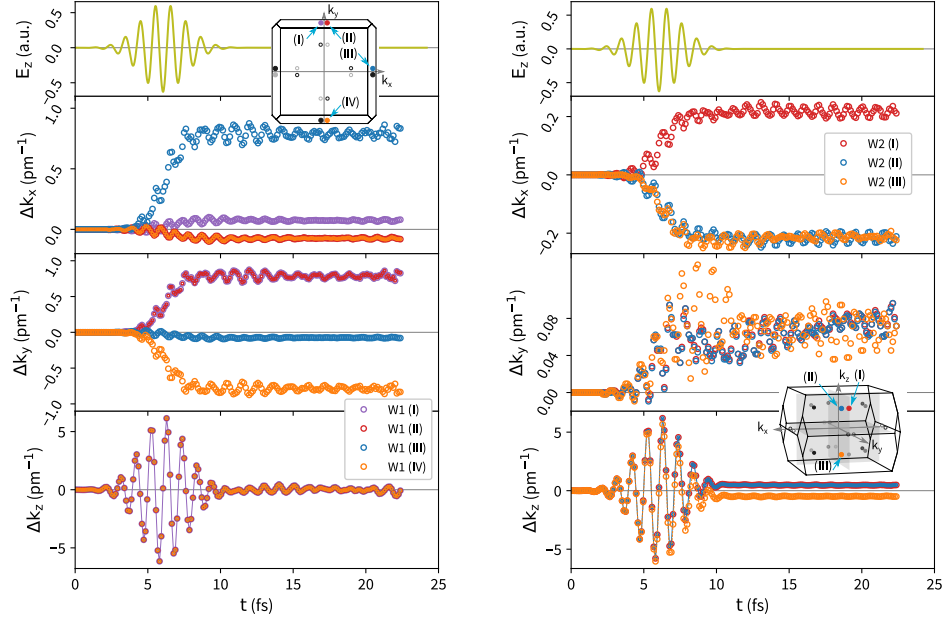 E_z (a.u.)
0.5
0.0
−0.5
k_y
(I)
(II)
(III)
k_x
(IV)
Δk_x (pm⁻¹)
1.0
0.5
0.0
Δk_y (pm⁻¹)
1.0
0.5
0.0
−0.5
−1.0
W1 (I)
W1 (II)
W1 (III)
W1 (IV)
Δk_z (pm⁻¹)
5
0
−5
0
5
10
15
20
25
t (fs)
E_z (a.u.)
0.5
0.0
−0.5
Δk_x (pm⁻¹)
0.2
0.0
−0.2
W2 (I)
W2 (II)
W2 (III)
Δk_y (pm⁻¹)
0.08
0.04
0.00
(II)
k_z
(I)
k_x
k_y
(III)
Δk_z (pm⁻¹)
5
0
−5
0
5
10
15
20
25
t (fs)